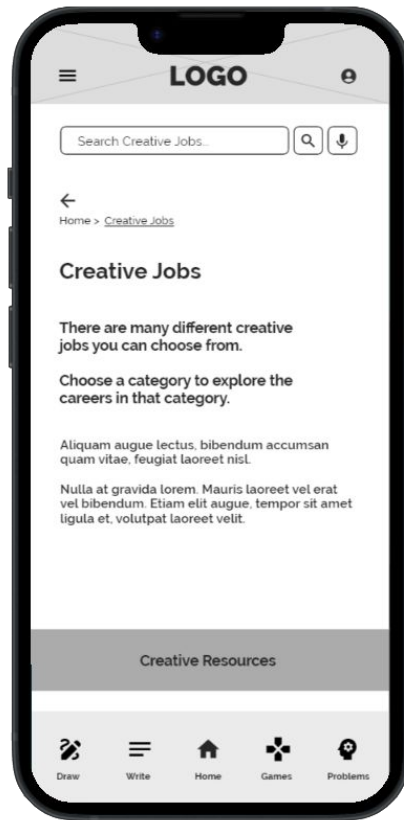 LOGO
Search Creative Jobs..
Home > Creative Jobs
Creative Jobs
There are many different creative
jobs you can choose from.
Choose a category to explore the
careers in that category.
Aliquam augue lectus, bibendum accumsan
quam vitae, feugiat laoreet nisl.
Nulla at gravida lorem. Mauris laoreet vel erat
vel bibendum. Etiam elit augue, tempor sit amet
ligula et, volutpat laoreet velit.
Creative Resources
Draw Write Home Games Problems